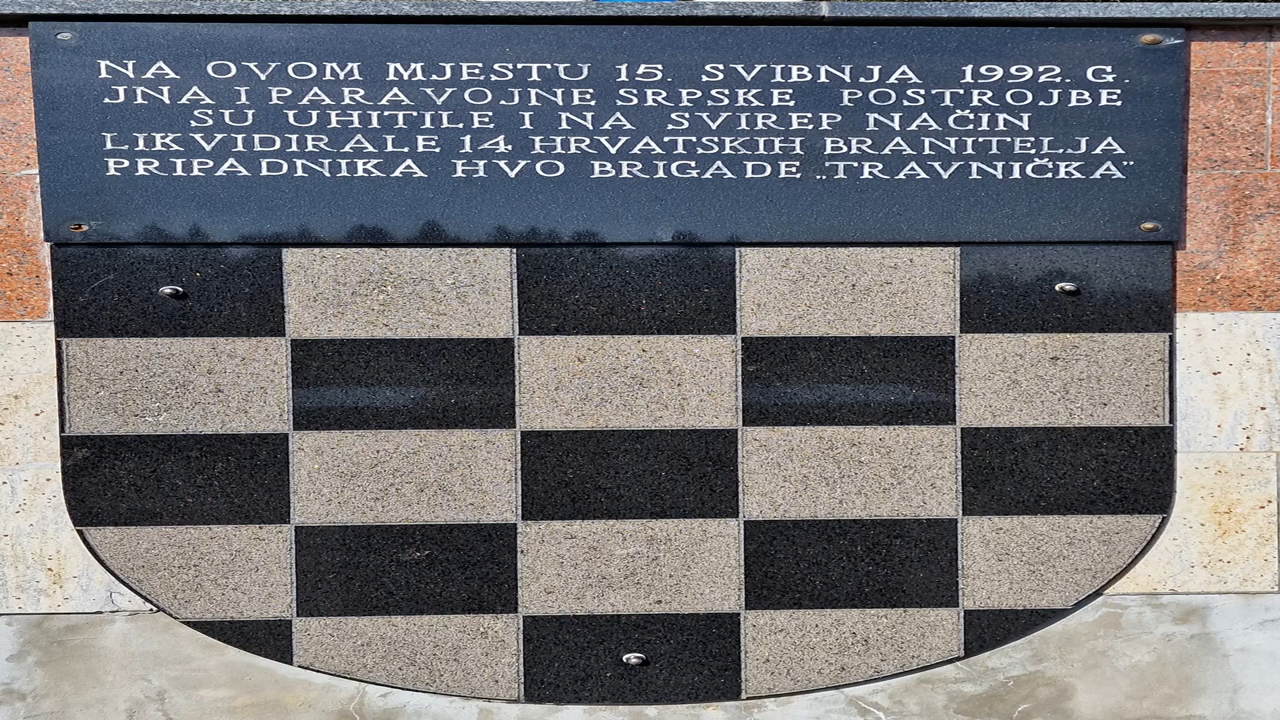 NA OVOM MJESTU 15. SVIBNJA 1992. G.
JNA I PARAVOJNE SRPSKE POSTROJBE
SU UHITILE I NA SVIREP NAČIN
LIKVIDIRALE 14 HRVATSKIH BRANITELJA
PRIPADNIKA HVO BRIGADE „TRAVNIČKA"